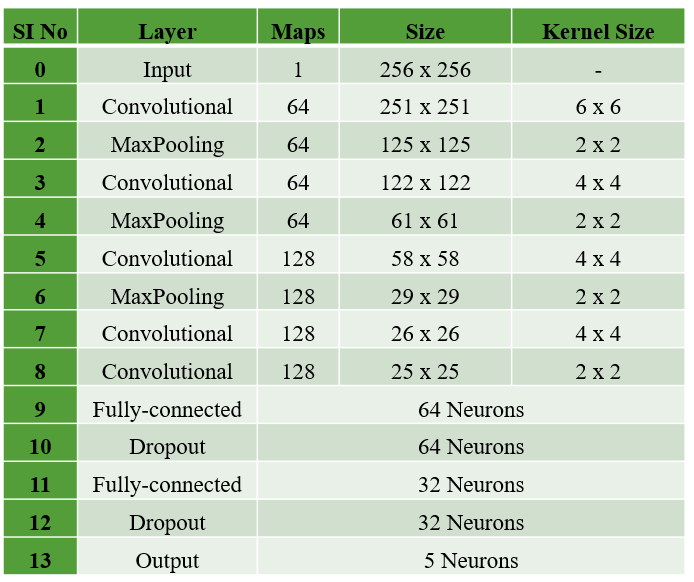 SI No Layer Maps Size Kernel Size
0 Input 1 256 x 256 -
1 Convolutional 64 251 x 251 6 x 6
2 MaxPooling 64 125 x 125 2 x 2
3 Convolutional 64 122 x 122 4 x 4
4 MaxPooling 64 61 x 61 2 x 2
5 Convolutional 128 58 x 58 4 x 4
6 MaxPooling 128 29 x 29 2 x 2
7 Convolutional 128 26 x 26 4 x 4
8 Convolutional 128 25 x 25 2 x 2
9 Fully-connected 64 Neurons
10 Dropout 64 Neurons
11 Fully-connected 32 Neurons
12 Dropout 32 Neurons
13 Output 5 Neurons